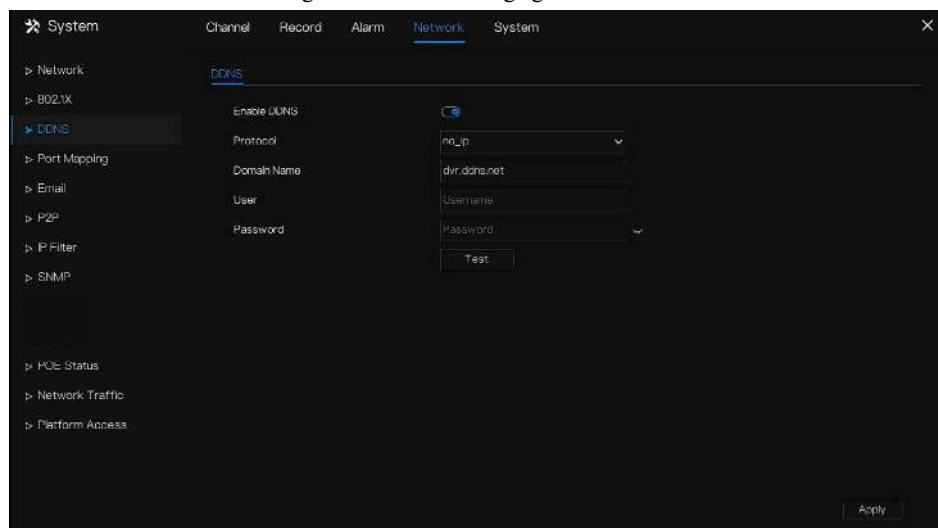 System
Channel Record Alarm Network System
Network
802.1X
DDNS
Port Mapping
Email
P2P
IP Filter
SNMP
POE Status
Network Traffic
Platform Access
DDNS
Enable DDNS
Protocol no_ip
Domain Name dvr.ddns.net
User Username
Password Password
Test
Apply